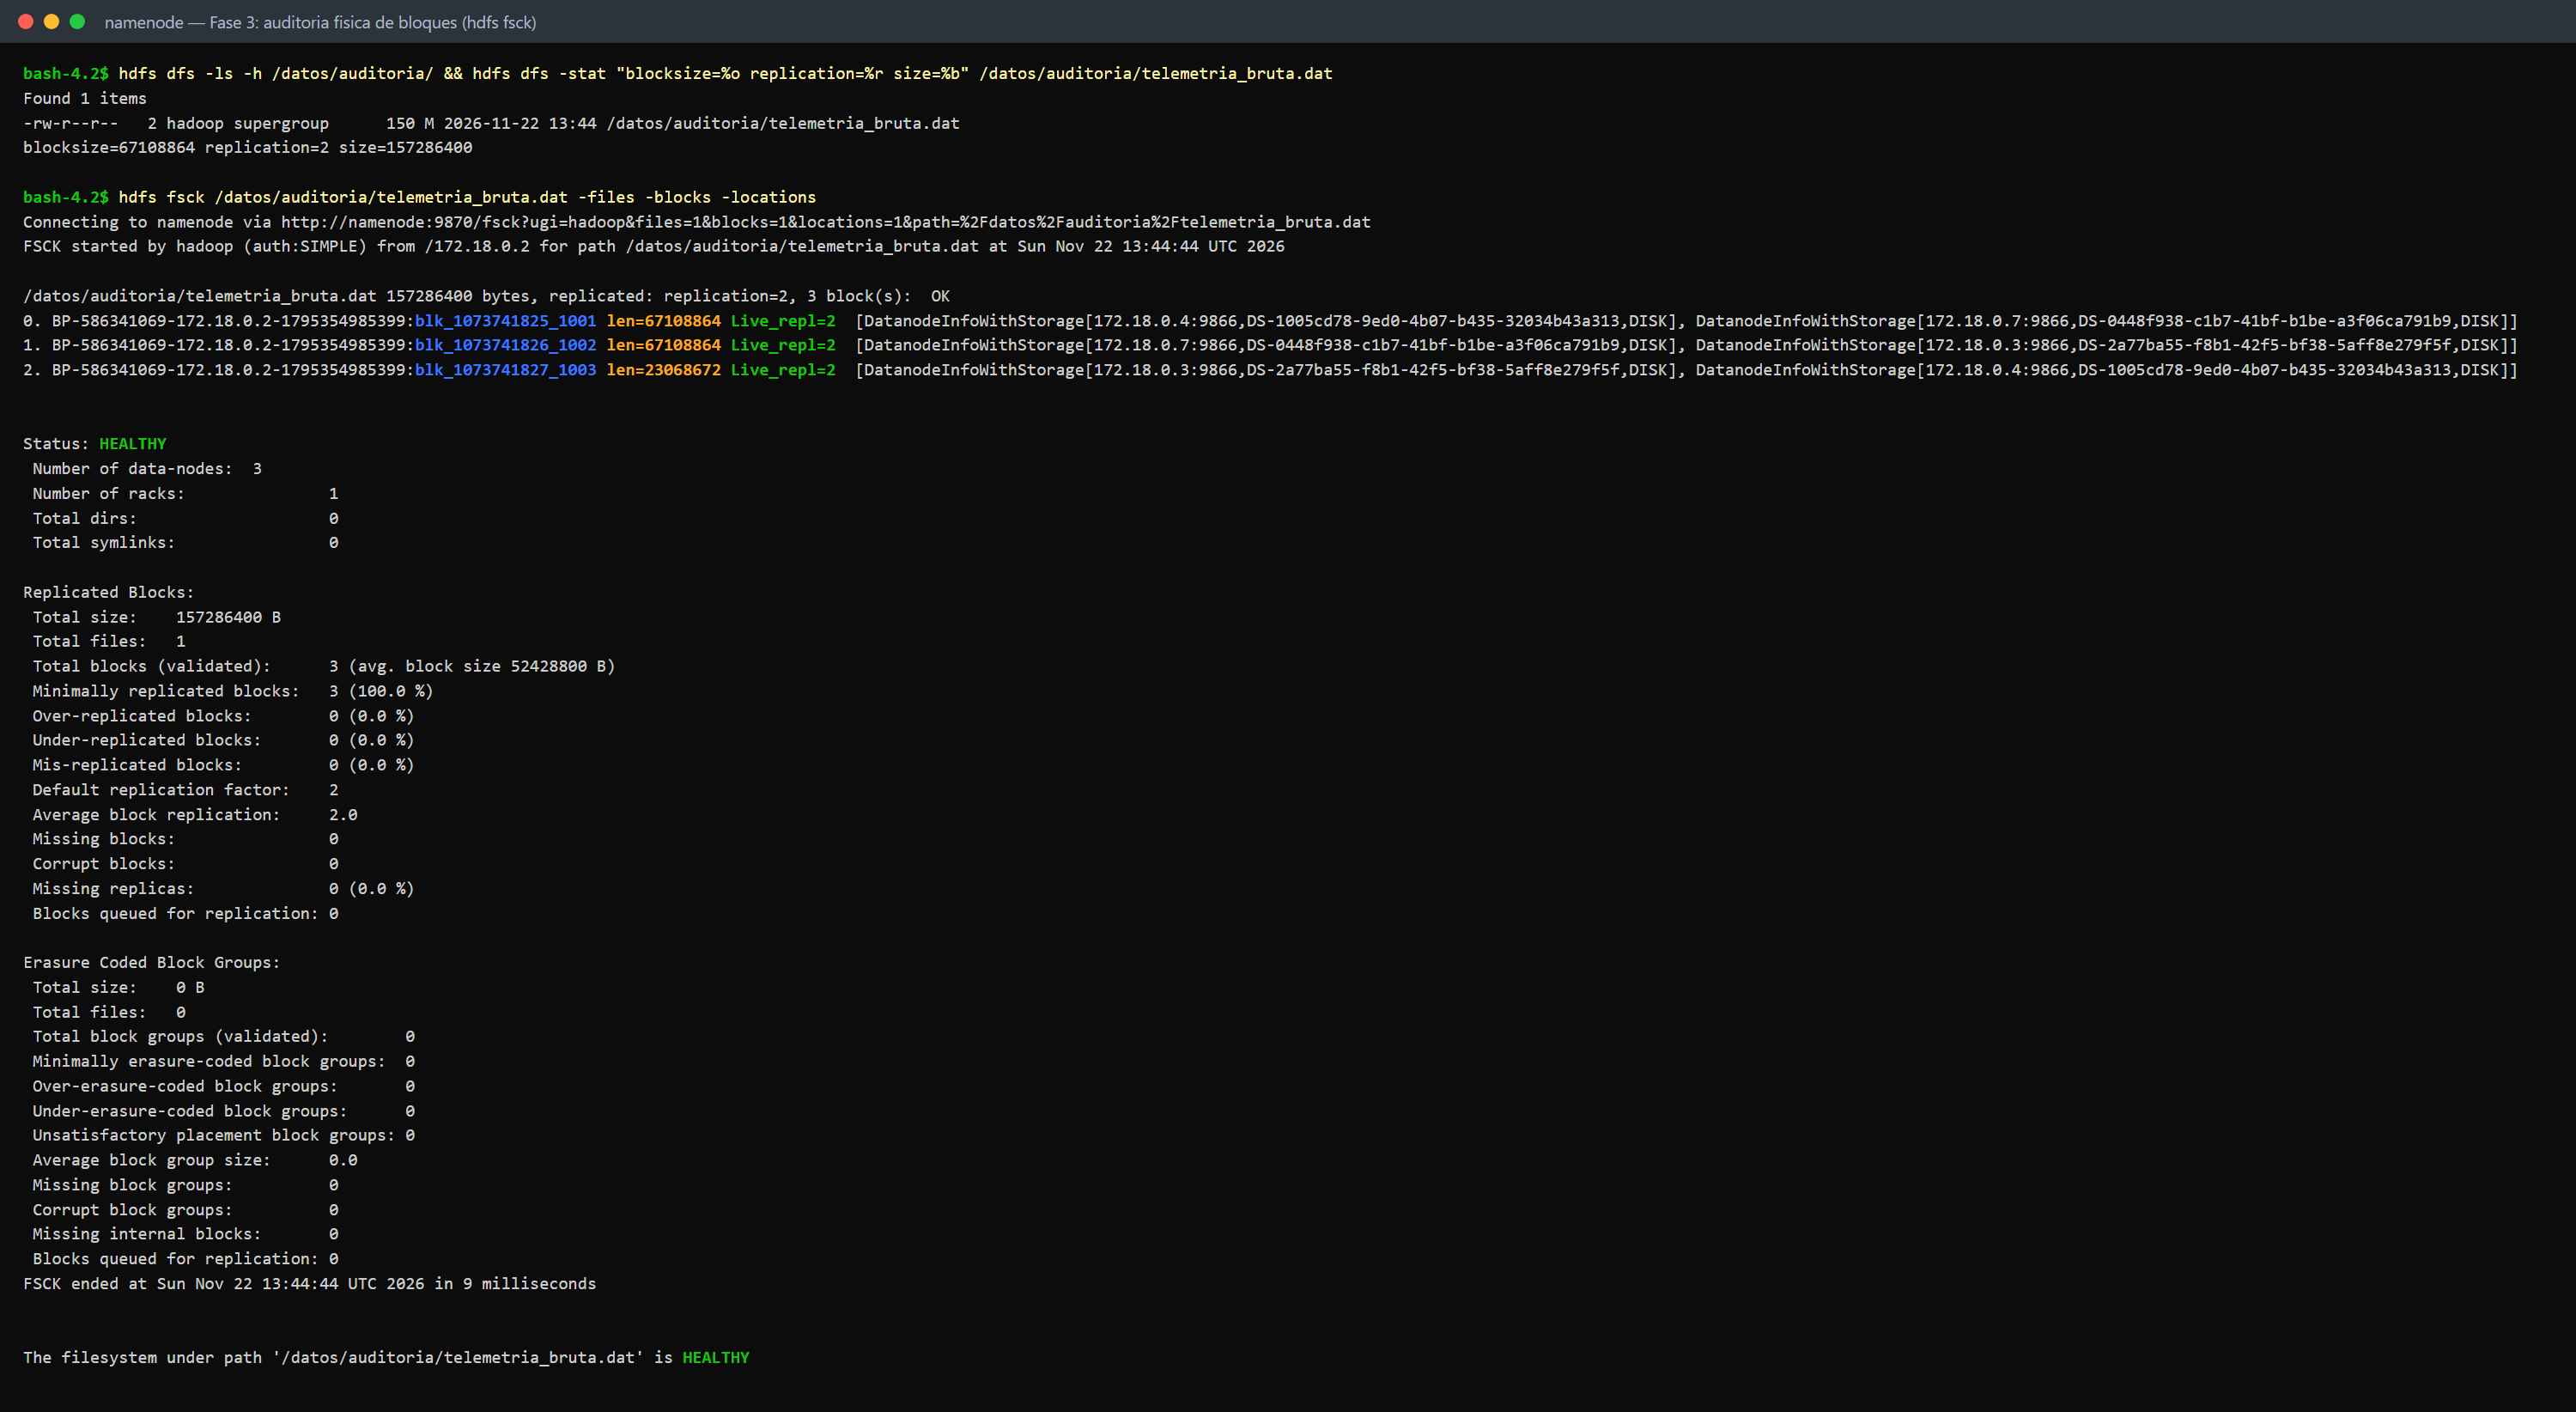 namenode — Fase 3: auditoria fisica de bloques (hdfs fsck)
bash-4.2$ hdfs dfs -ls -h /datos/auditoria/ && hdfs dfs -stat "blocksize=%o replication=%r size=%b" /datos/auditoria/telemetria_bruta.dat
Found 1 items
-rw-r--r--   2 hadoop supergroup      150 M 2026-11-22 13:44 /datos/auditoria/telemetria_bruta.dat
blocksize=67108864 replication=2 size=157286400
bash-4.2$ hdfs fsck /datos/auditoria/telemetria_bruta.dat -files -blocks -locations
Connecting to namenode via http://namenode:9870/fsck?ugi=hadoop&files=1&blocks=1&locations=1&path=%2Fdatos%2Fauditoria%2Ftelemetria_bruta.dat
FSCK started by hadoop (auth:SIMPLE) from /172.18.0.2 for path /datos/auditoria/telemetria_bruta.dat at Sun Nov 22 13:44:44 UTC 2026
/datos/auditoria/telemetria_bruta.dat 157286400 bytes, replicated: replication=2, 3 block(s):  OK
0. BP-586341069-172.18.0.2-1795354985399:blk_1073741825_1001 len=67108864 Live_repl=2  [DatanodeInfoWithStorage[172.18.0.4:9866,DS-1005cd78-9ed0-4b07-b435-32034b43a313,DISK], DatanodeInfoWithStorage[172.18.0.7:9866,DS-0448f938-c1b7-41bf-b1be-a3f06ca791b9,DISK]]
1. BP-586341069-172.18.0.2-1795354985399:blk_1073741826_1002 len=67108864 Live_repl=2  [DatanodeInfoWithStorage[172.18.0.7:9866,DS-0448f938-c1b7-41bf-b1be-a3f06ca791b9,DISK], DatanodeInfoWithStorage[172.18.0.3:9866,DS-2a77ba55-f8b1-42f5-bf38-5aff8e279f5f,DISK]]
2. BP-586341069-172.18.0.2-1795354985399:blk_1073741827_1003 len=23068672 Live_repl=2  [DatanodeInfoWithStorage[172.18.0.3:9866,DS-2a77ba55-f8b1-42f5-bf38-5aff8e279f5f,DISK], DatanodeInfoWithStorage[172.18.0.4:9866,DS-1005cd78-9ed0-4b07-b435-32034b43a313,DISK]]
Status: HEALTHY
Number of data-nodes:  3
Number of racks:               1
Total dirs:                    0
Total symlinks:                0
Replicated Blocks:
Total size:    157286400 B
Total files:   1
Total blocks (validated):      3 (avg. block size 52428800 B)
Minimally replicated blocks:   3 (100.0 %)
Over-replicated blocks:        0 (0.0 %)
Under-replicated blocks:       0 (0.0 %)
Mis-replicated blocks:         0 (0.0 %)
Default replication factor:    2
Average block replication:     2.0
Missing blocks:                0
Corrupt blocks:                0
Missing replicas:              0 (0.0 %)
Blocks queued for replication: 0
Erasure Coded Block Groups:
Total size:    0 B
Total files:   0
Total block groups (validated):        0
Minimally erasure-coded block groups:  0
Over-erasure-coded block groups:       0
Under-erasure-coded block groups:      0
Unsatisfactory placement block groups: 0
Average block group size:      0.0
Missing block groups:          0
Corrupt block groups:          0
Missing internal blocks:       0
Blocks queued for replication: 0
FSCK ended at Sun Nov 22 13:44:44 UTC 2026 in 9 milliseconds
The filesystem under path '/datos/auditoria/telemetria_bruta.dat' is HEALTHY